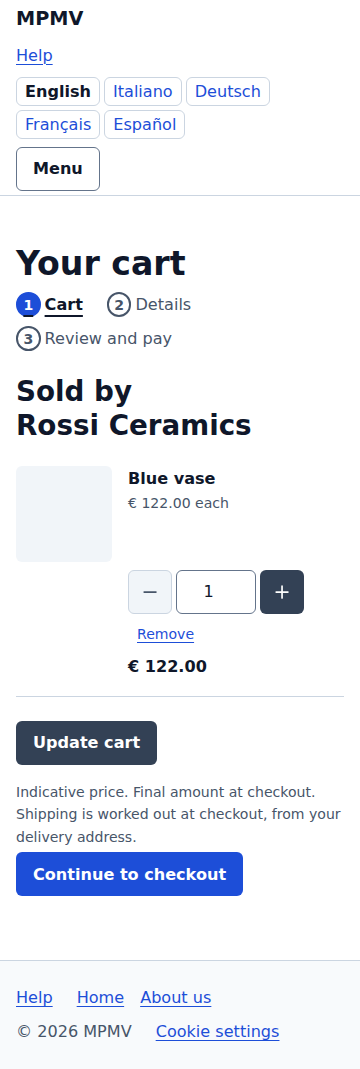 MPMV
Help
English Italiano Deutsch
Français Español
Menu
Your cart
1 Cart 2 Details
3 Review and pay
Sold by
Rossi Ceramics
Blue vase
€ 122.00 each
− 1 +
Remove
€ 122.00
Update cart
Indicative price. Final amount at checkout.
Shipping is worked out at checkout, from your
delivery address.
Continue to checkout
Help Home About us
© 2026 MPMV Cookie settings